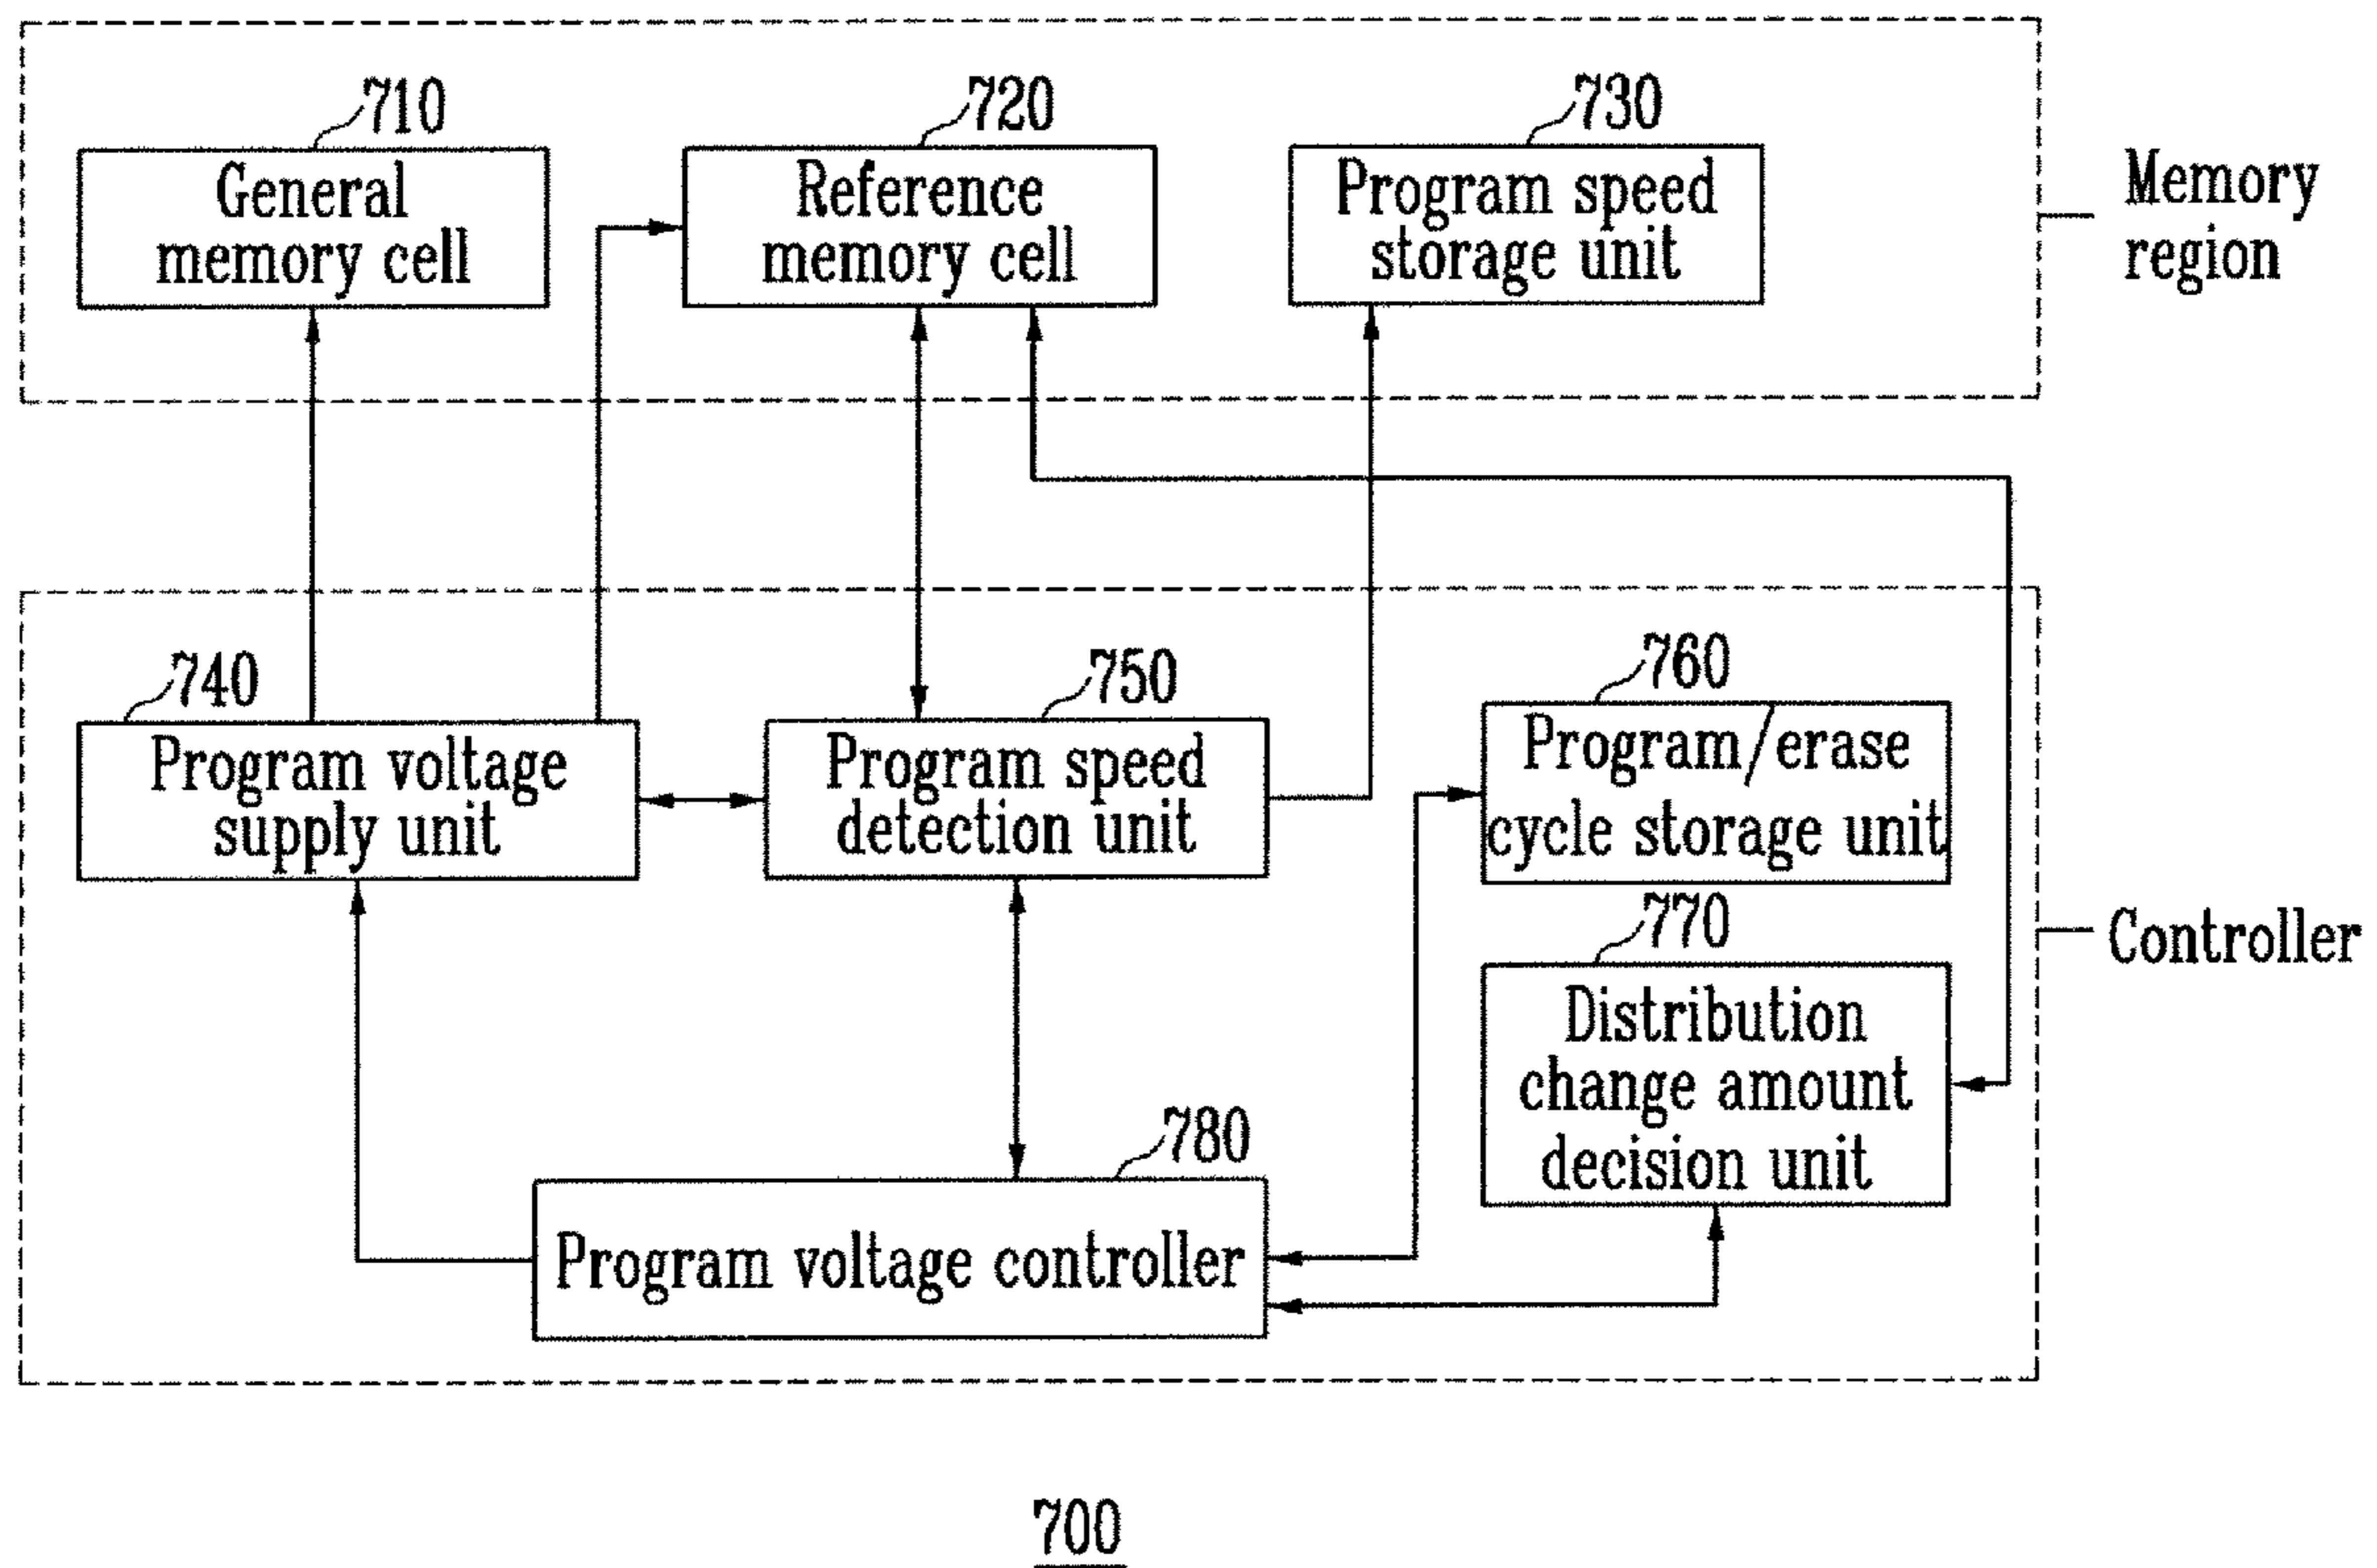 710
General
memory cell
720
Reference
memory cell
730
Program speed
storage unit
Memory
region
740
Program voltage
supply unit
750
Program speed
detection unit
760
Program/erase
cycle storage unit
770
Distribution
change amount
decision unit
Controller
780
Program voltage controller
700